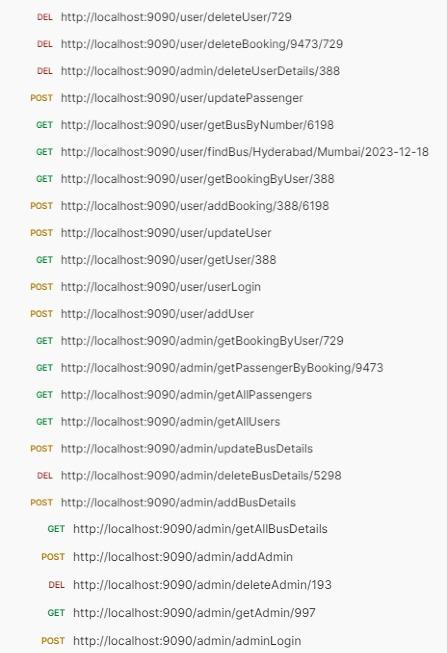 DEL http://localhost:9090/user/deleteUser/729
DEL http://localhost:9090/user/deleteBooking/9473/729
DEL http://localhost:9090/admin/deleteUserDetails/388
POST http://localhost:9090/user/updatePassenger
GET http://localhost:9090/user/getBusByNumber/6198
GET http://localhost:9090/user/findBus/Hyderabad/Mumbai/2023-12-18
GET http://localhost:9090/user/getBookingByUser/388
POST http://localhost:9090/user/addBooking/388/6198
POST http://localhost:9090/user/updateUser
GET http://localhost:9090/user/getUser/388
POST http://localhost:9090/user/userLogin
POST http://localhost:9090/user/addUser
GET http://localhost:9090/admin/getBookingByUser/729
GET http://localhost:9090/admin/getPassengerByBooking/9473
GET http://localhost:9090/admin/getAllPassengers
GET http://localhost:9090/admin/getAllUsers
POST http://localhost:9090/admin/updateBusDetails
DEL http://localhost:9090/admin/deleteBusDetails/5298
POST http://localhost:9090/admin/addBusDetails
GET http://localhost:9090/admin/getAllBusDetails
POST http://localhost:9090/admin/addAdmin
DEL http://localhost:9090/admin/deleteAdmin/193
GET http://localhost:9090/admin/getAdmin/997
POST http://localhost:9090/admin/adminLogin